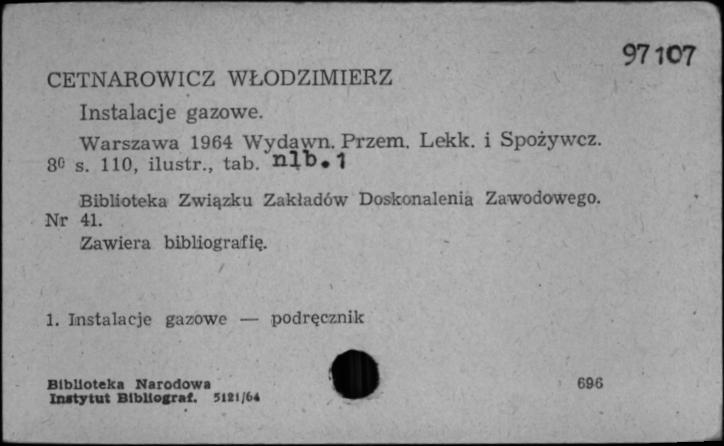 97107
CETNAROWICZ WŁODZIMIERZ
Instalacje gazowe.
Warszawa 1964 Wydawn. Przem. Lekk. i Spożywcz.
8⁰ s. 110, ilustr., tab. nlb. 1
Biblioteka Związku Zakładów Doskonalenia Zawodowego.
Nr 41.
Zawiera bibliografię.
1. Instalacje gazowe — podręcznik
Biblioteka Narodowa 696
Instytut Bibliograf. 5121/64